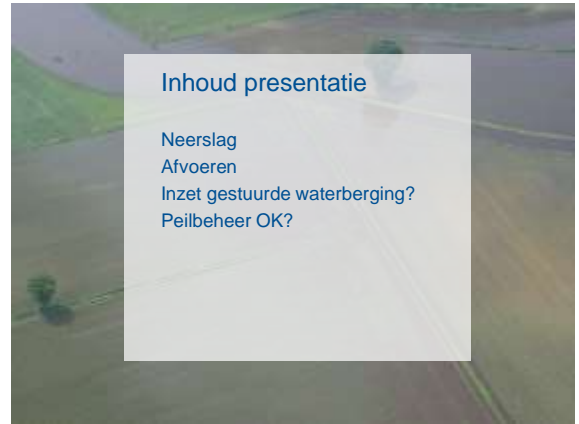 Inhoud presentatie
Neerslag
Afvoeren
Inzet gestuurde waterberging?
Peilbeheer OK?